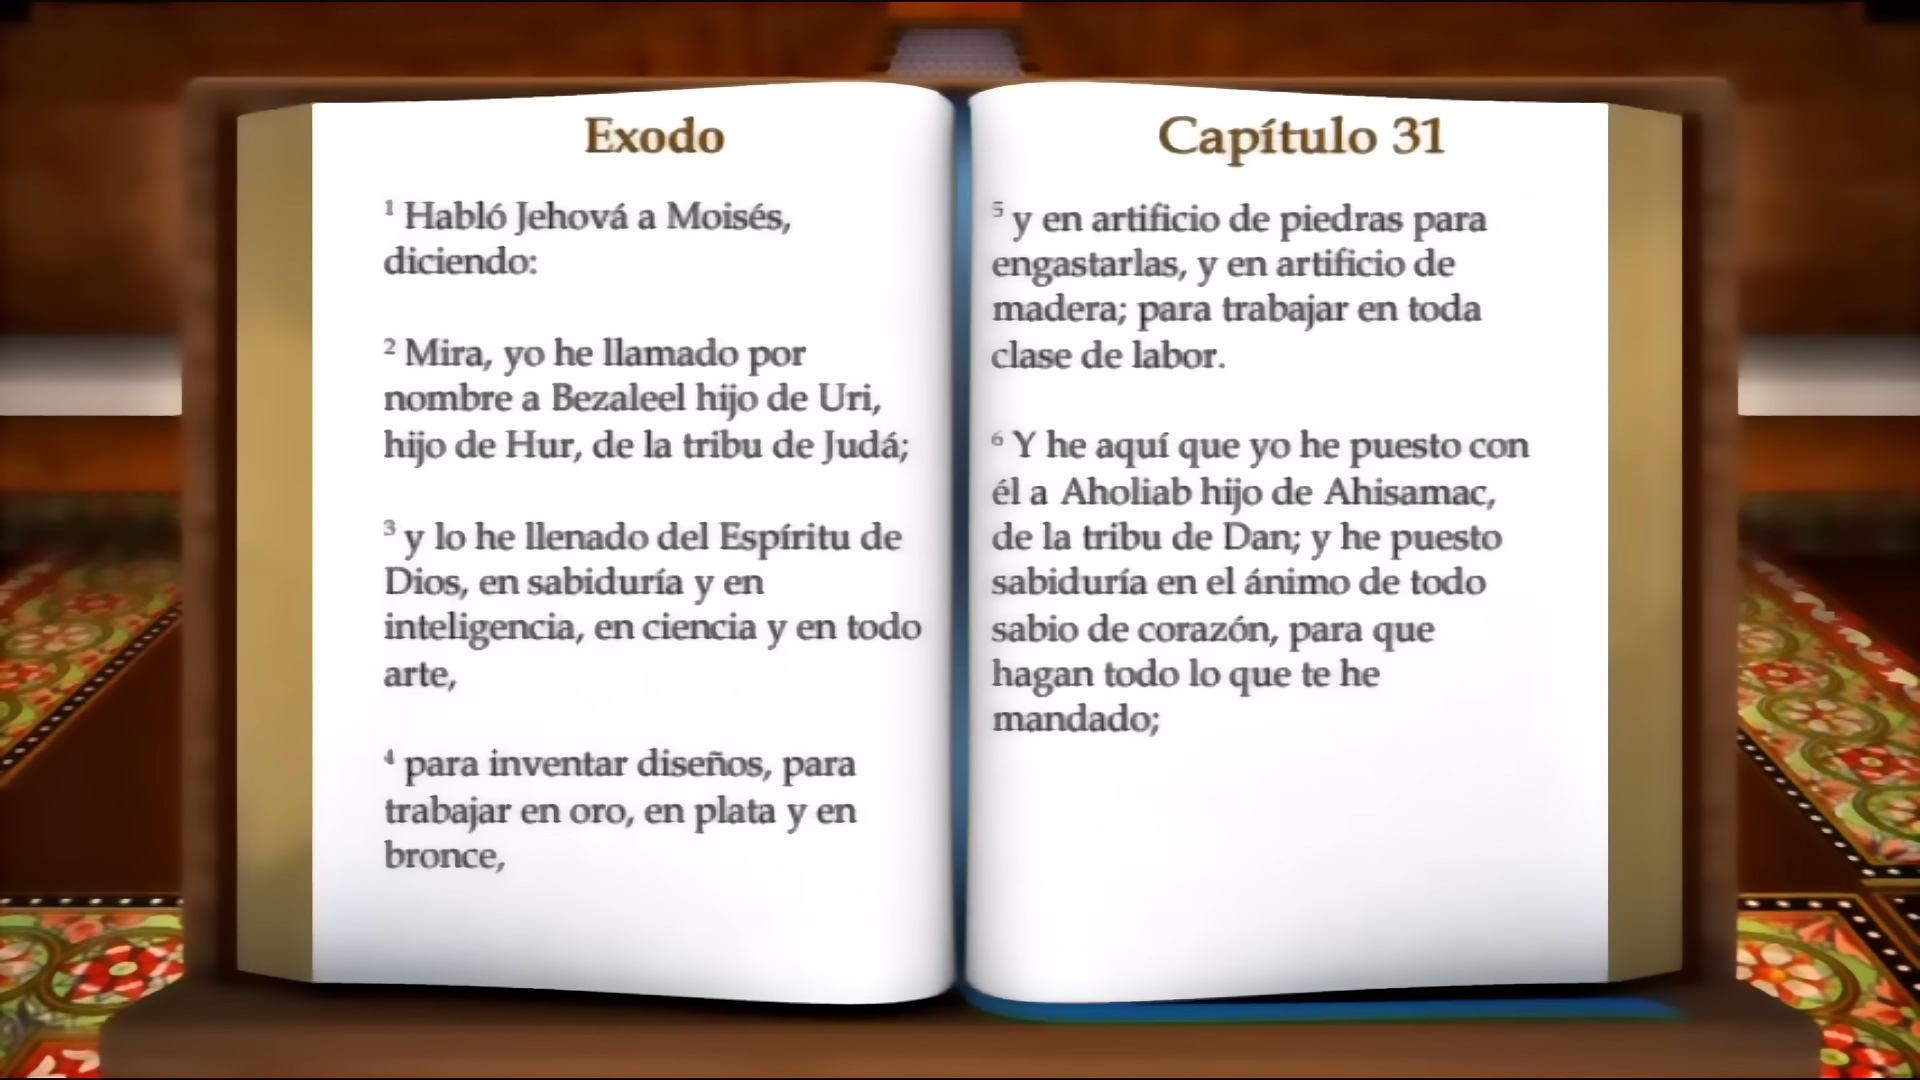 Exodo
¹ Habló Jehová a Moisés,
diciendo:
² Mira, yo he llamado por
nombre a Bezaleel hijo de Uri,
hijo de Hur, de la tribu de Judá;
³ y lo he llenado del Espíritu de
Dios, en sabiduría y en
inteligencia, en ciencia y en todo
arte,
⁴ para inventar diseños, para
trabajar en oro, en plata y en
bronce,
Capítulo 31
⁵ y en artificio de piedras para
engastarlas, y en artificio de
madera; para trabajar en toda
clase de labor.
⁶ Y he aquí que yo he puesto con
él a Aholiab hijo de Ahisamac,
de la tribu de Dan; y he puesto
sabiduría en el ánimo de todo
sabio de corazón, para que
hagan todo lo que te he
mandado;